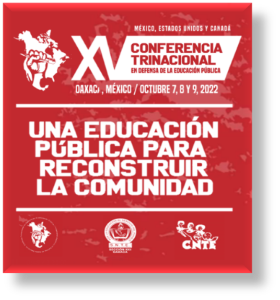 MÉXICO, ESTADOS UNIDOS Y CANADÁ
XV CONFERENCIA
TRINACIONAL
EN DEFENSA DE LA EDUCACIÓN PÚBLICA
OAXACA, MÉXICO / OCTUBRE 7, 8 Y 9, 2022
UNA EDUCACIÓN
PÚBLICA PARA
RECONSTRUIR
LA COMUNIDAD
CNTE